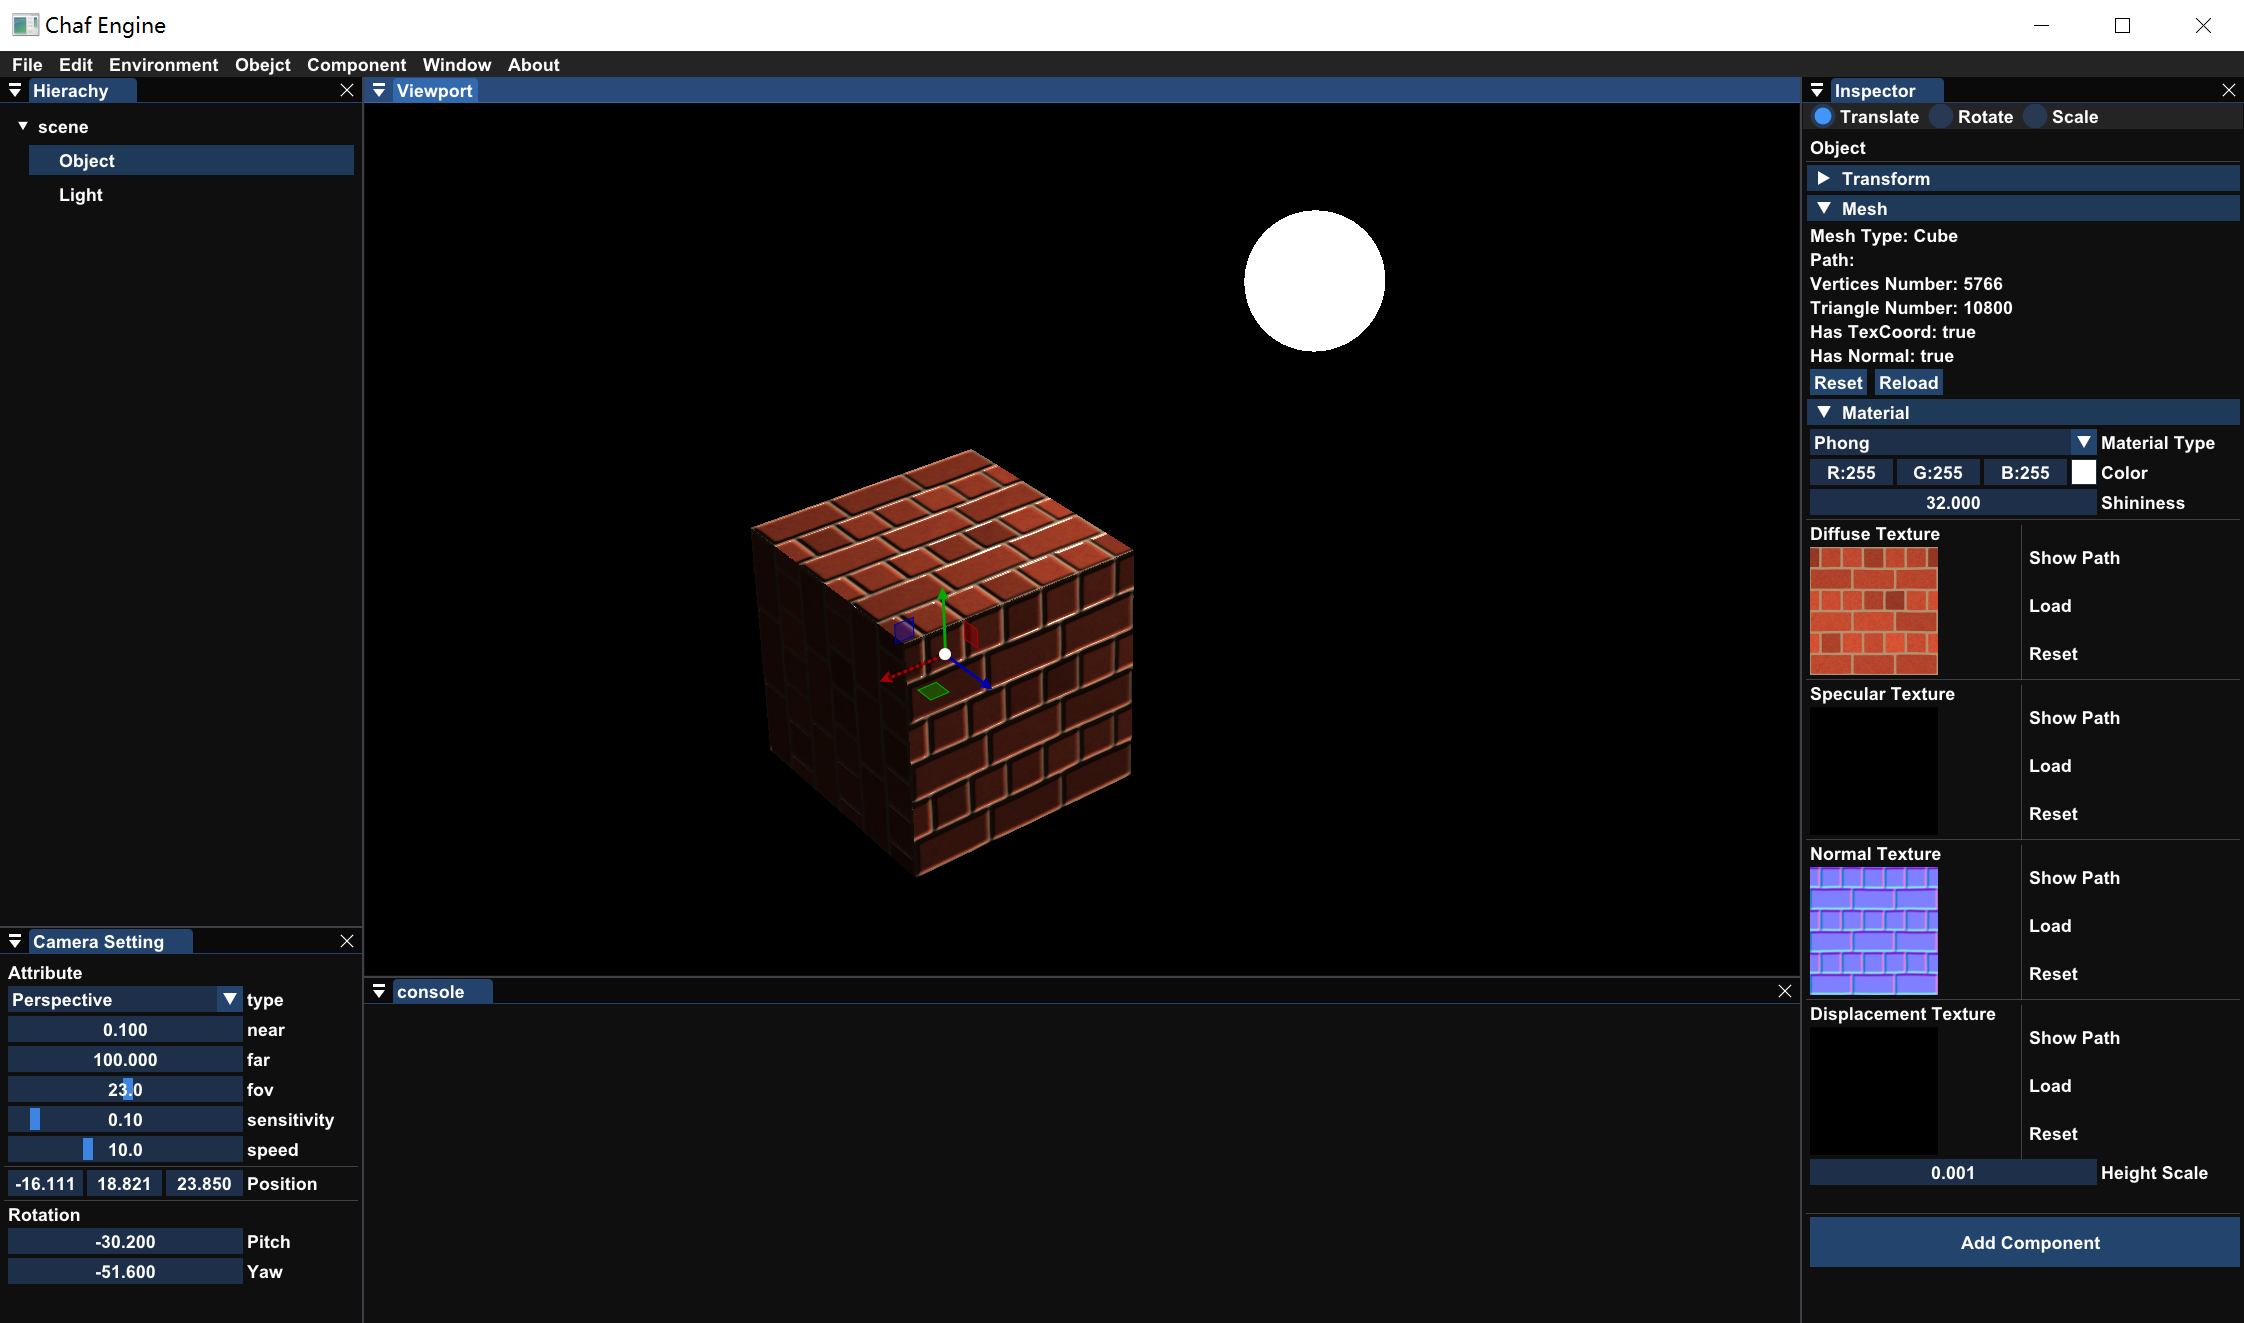 Chaf Engine
File Edit Environment Obejct Component Window About
Hierachy
scene
Object
Light
Viewport
Camera Setting
Attribute
Perspective type
0.100 near
100.000 far
23.0 fov
0.10 sensitivity
10.0 speed
-16.111 18.821 23.850 Position
Rotation
-30.200 Pitch
-51.600 Yaw
console
Inspector
Translate Rotate Scale
Object
Transform
Mesh
Mesh Type: Cube
Path:
Vertices Number: 5766
Triangle Number: 10800
Has TexCoord: true
Has Normal: true
Reset Reload
Material
Phong Material Type
R:255 G:255 B:255 Color
32.000 Shininess
Diffuse Texture
Show Path
Load
Reset
Specular Texture
Show Path
Load
Reset
Normal Texture
Show Path
Load
Reset
Displacement Texture
Show Path
Load
Reset
0.001 Height Scale
Add Component